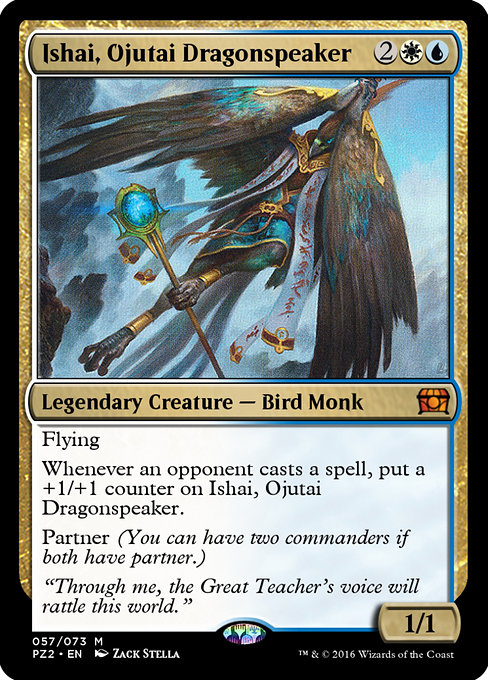 Ishai, Ojutai Dragonspeaker 2
Legendary Creature — Bird Monk
Flying
Whenever an opponent casts a spell, put a
+1/+1 counter on Ishai, Ojutai
Dragonspeaker.
Partner (You can have two commanders if
both have partner.)
“Through me, the Great Teacher’s voice will
rattle this world.”
1/1
057/073 M
PZ2 • EN Zack Stella
™ & © 2016 Wizards of the Coast